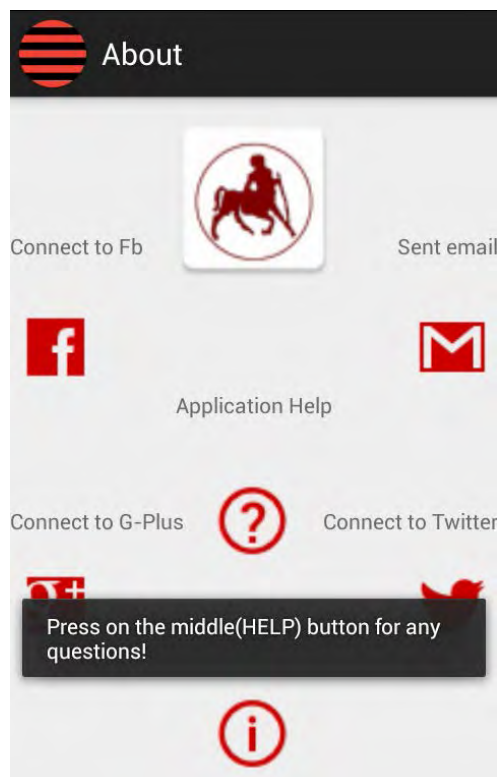 About
Connect to Fb
Sent email
Application Help
Connect to G-Plus
Connect to Twitter
Press on the middle(HELP) button for any
questions!